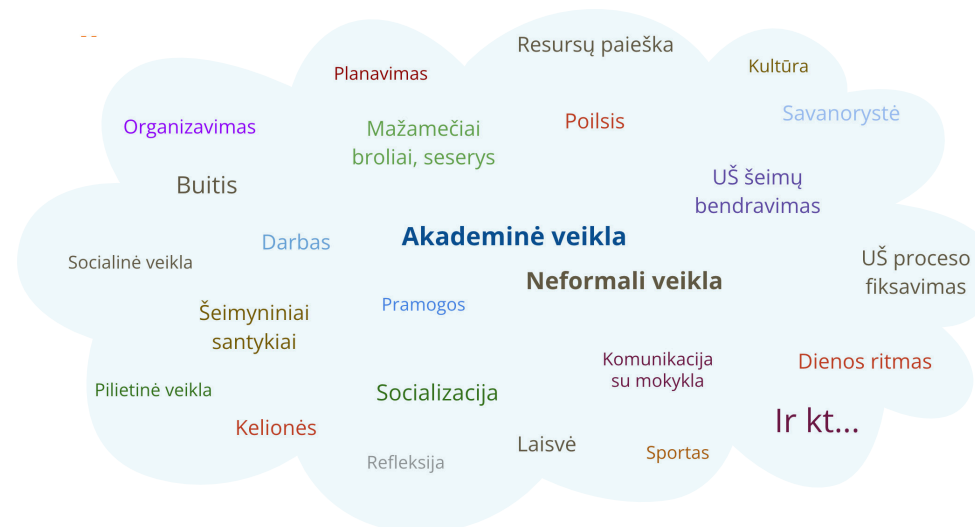 Resursų paieška
Kultūra
Planavimas
Savanorystė
Organizavimas
Mažamečiai
broliai, seserys
Poilsis
Buitis
UŠ šeimų
bendravimas
Akademinė veikla
Darbas
Socialinė veikla
UŠ proceso
fiksavimas
Neformali veikla
Pramogos
Šeimyniniai
santykiai
Komunikacija
su mokykla
Dienos ritmas
Pilietinė veikla
Socializacija
Ir kt...
Kelionės
Laisvė
Sportas
Refleksija